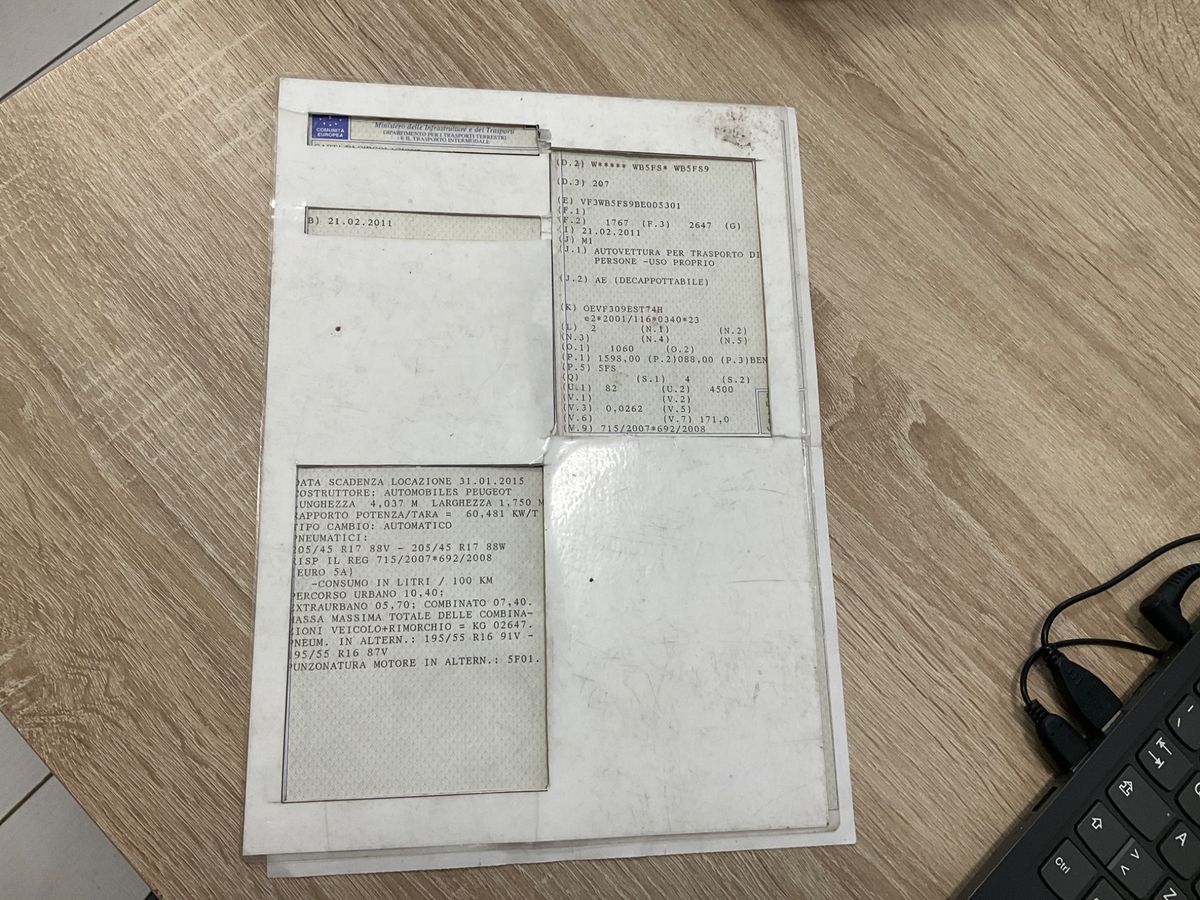 COMUNITÀ
EUROPEA
Ministero delle Infrastrutture e dei Trasporti
DIPARTIMENTO PER I TRASPORTI TERRESTRI
E IL TRASPORTO INTERMODALE
B) 21.02.2011
(D.2) W***** WB5FS* WB5FS9
(D.3) 207
(E) VF3WB5FS9BE005301
(F.1)
(F.2) 1767 (F.3) 2647 (G)
(I) 21.02.2011
(J) M1
(J.1) AUTOVETTURA PER TRASPORTO DI
PERSONE -USO PROPRIO
(J.2) AE (DECAPPOTTABILE)
(K) OEVF309EST74H
e2*2001/116*0340*23
(L) 2 (N.1) (N.2)
(N.3) (N.4) (N.5)
(O.1) 1060 (O.2)
(P.1) 1598,00 (P.2)088,00 (P.3)BEN
(P.5) 5FS
(Q) (S.1) 4 (S.2)
(U.1) 82 (U.2) 4500
(V.1) (V.2)
(V.3) 0,0262 (V.5)
(V.6) (V.7) 171,0
(V.9) 715/2007*692/2008
DATA SCADENZA LOCAZIONE 31.01.2015
COSTRUTTORE: AUTOMOBILES PEUGEOT
LUNGHEZZA 4,037 M LARGHEZZA 1,750 M
RAPPORTO POTENZA/TARA = 60,481 KW/T
TIPO CAMBIO: AUTOMATICO
PNEUMATICI:
205/45 R17 88V - 205/45 R17 88W
RISP IL REG 715/2007*692/2008
(EURO 5A)
-CONSUMO IN LITRI / 100 KM
PERCORSO URBANO 10,40;
EXTRAURBANO 05,70; COMBINATO 07,40.
MASSA MASSIMA TOTALE DELLE COMBINA-
ZIONI VEICOLO+RIMORCHIO = KG 02647.
PNEUM. IN ALTERN.: 195/55 R16 91V -
95/55 R16 87V
PUNZONATURA MOTORE IN ALTERN.: 5F01.
Ctrl
A
Z